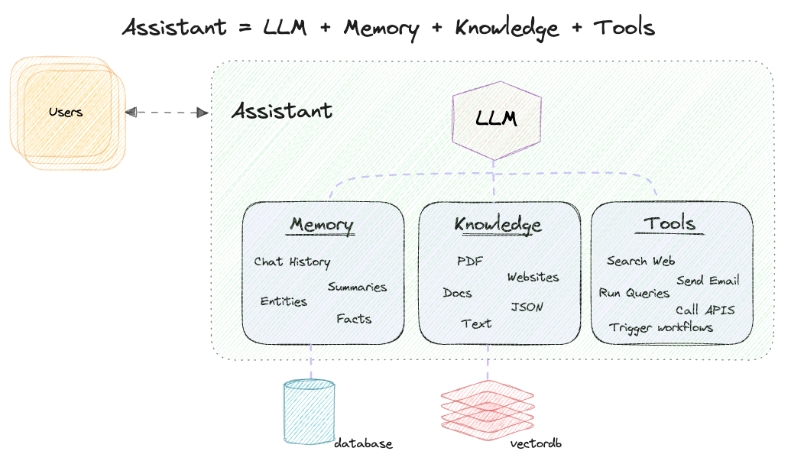 Assistant = LLM + Memory + Knowledge + Tools
Users
Assistant
LLM
Memory
Chat History
Summaries
Entities
Facts
Knowledge
PDF
Websites
Docs
JSON
Text
Tools
Search Web
Send Email
Run Queries
Call APIS
Trigger workflows
database
vectordb